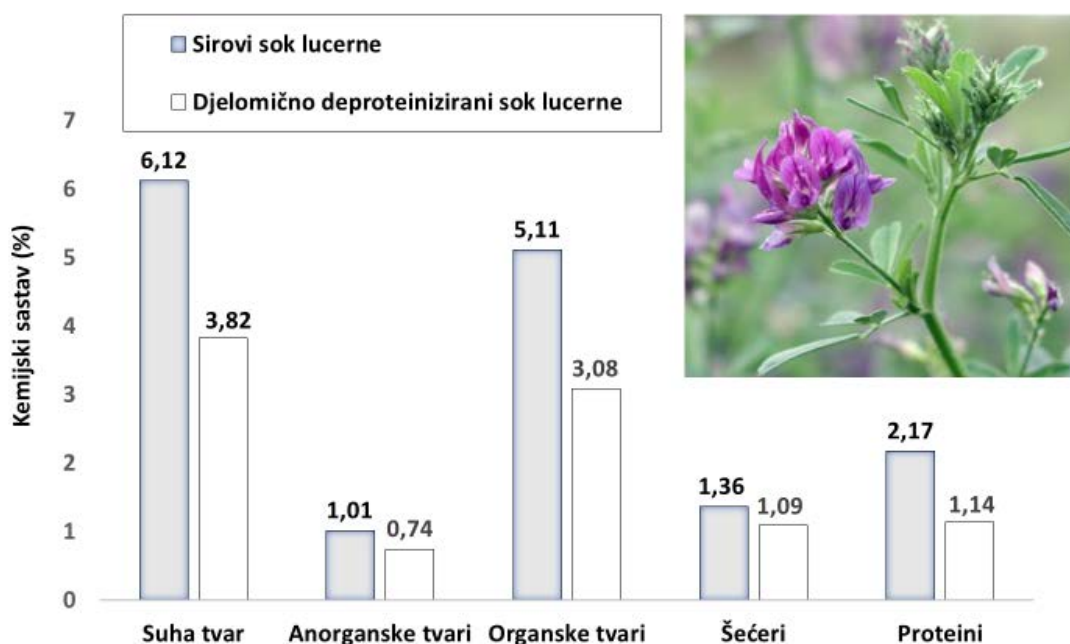 Sirovi sok lucerne
Djelomično deproteinizirani sok lucerne
Kemijski sastav (%)
7
6
5
4
3
2
1
0
6,12
3,82
1,01
0,74
5,11
3,08
1,36
1,09
2,17
1,14
Suha tvar
Anorganske tvari
Organske tvari
Šećeri
Proteini